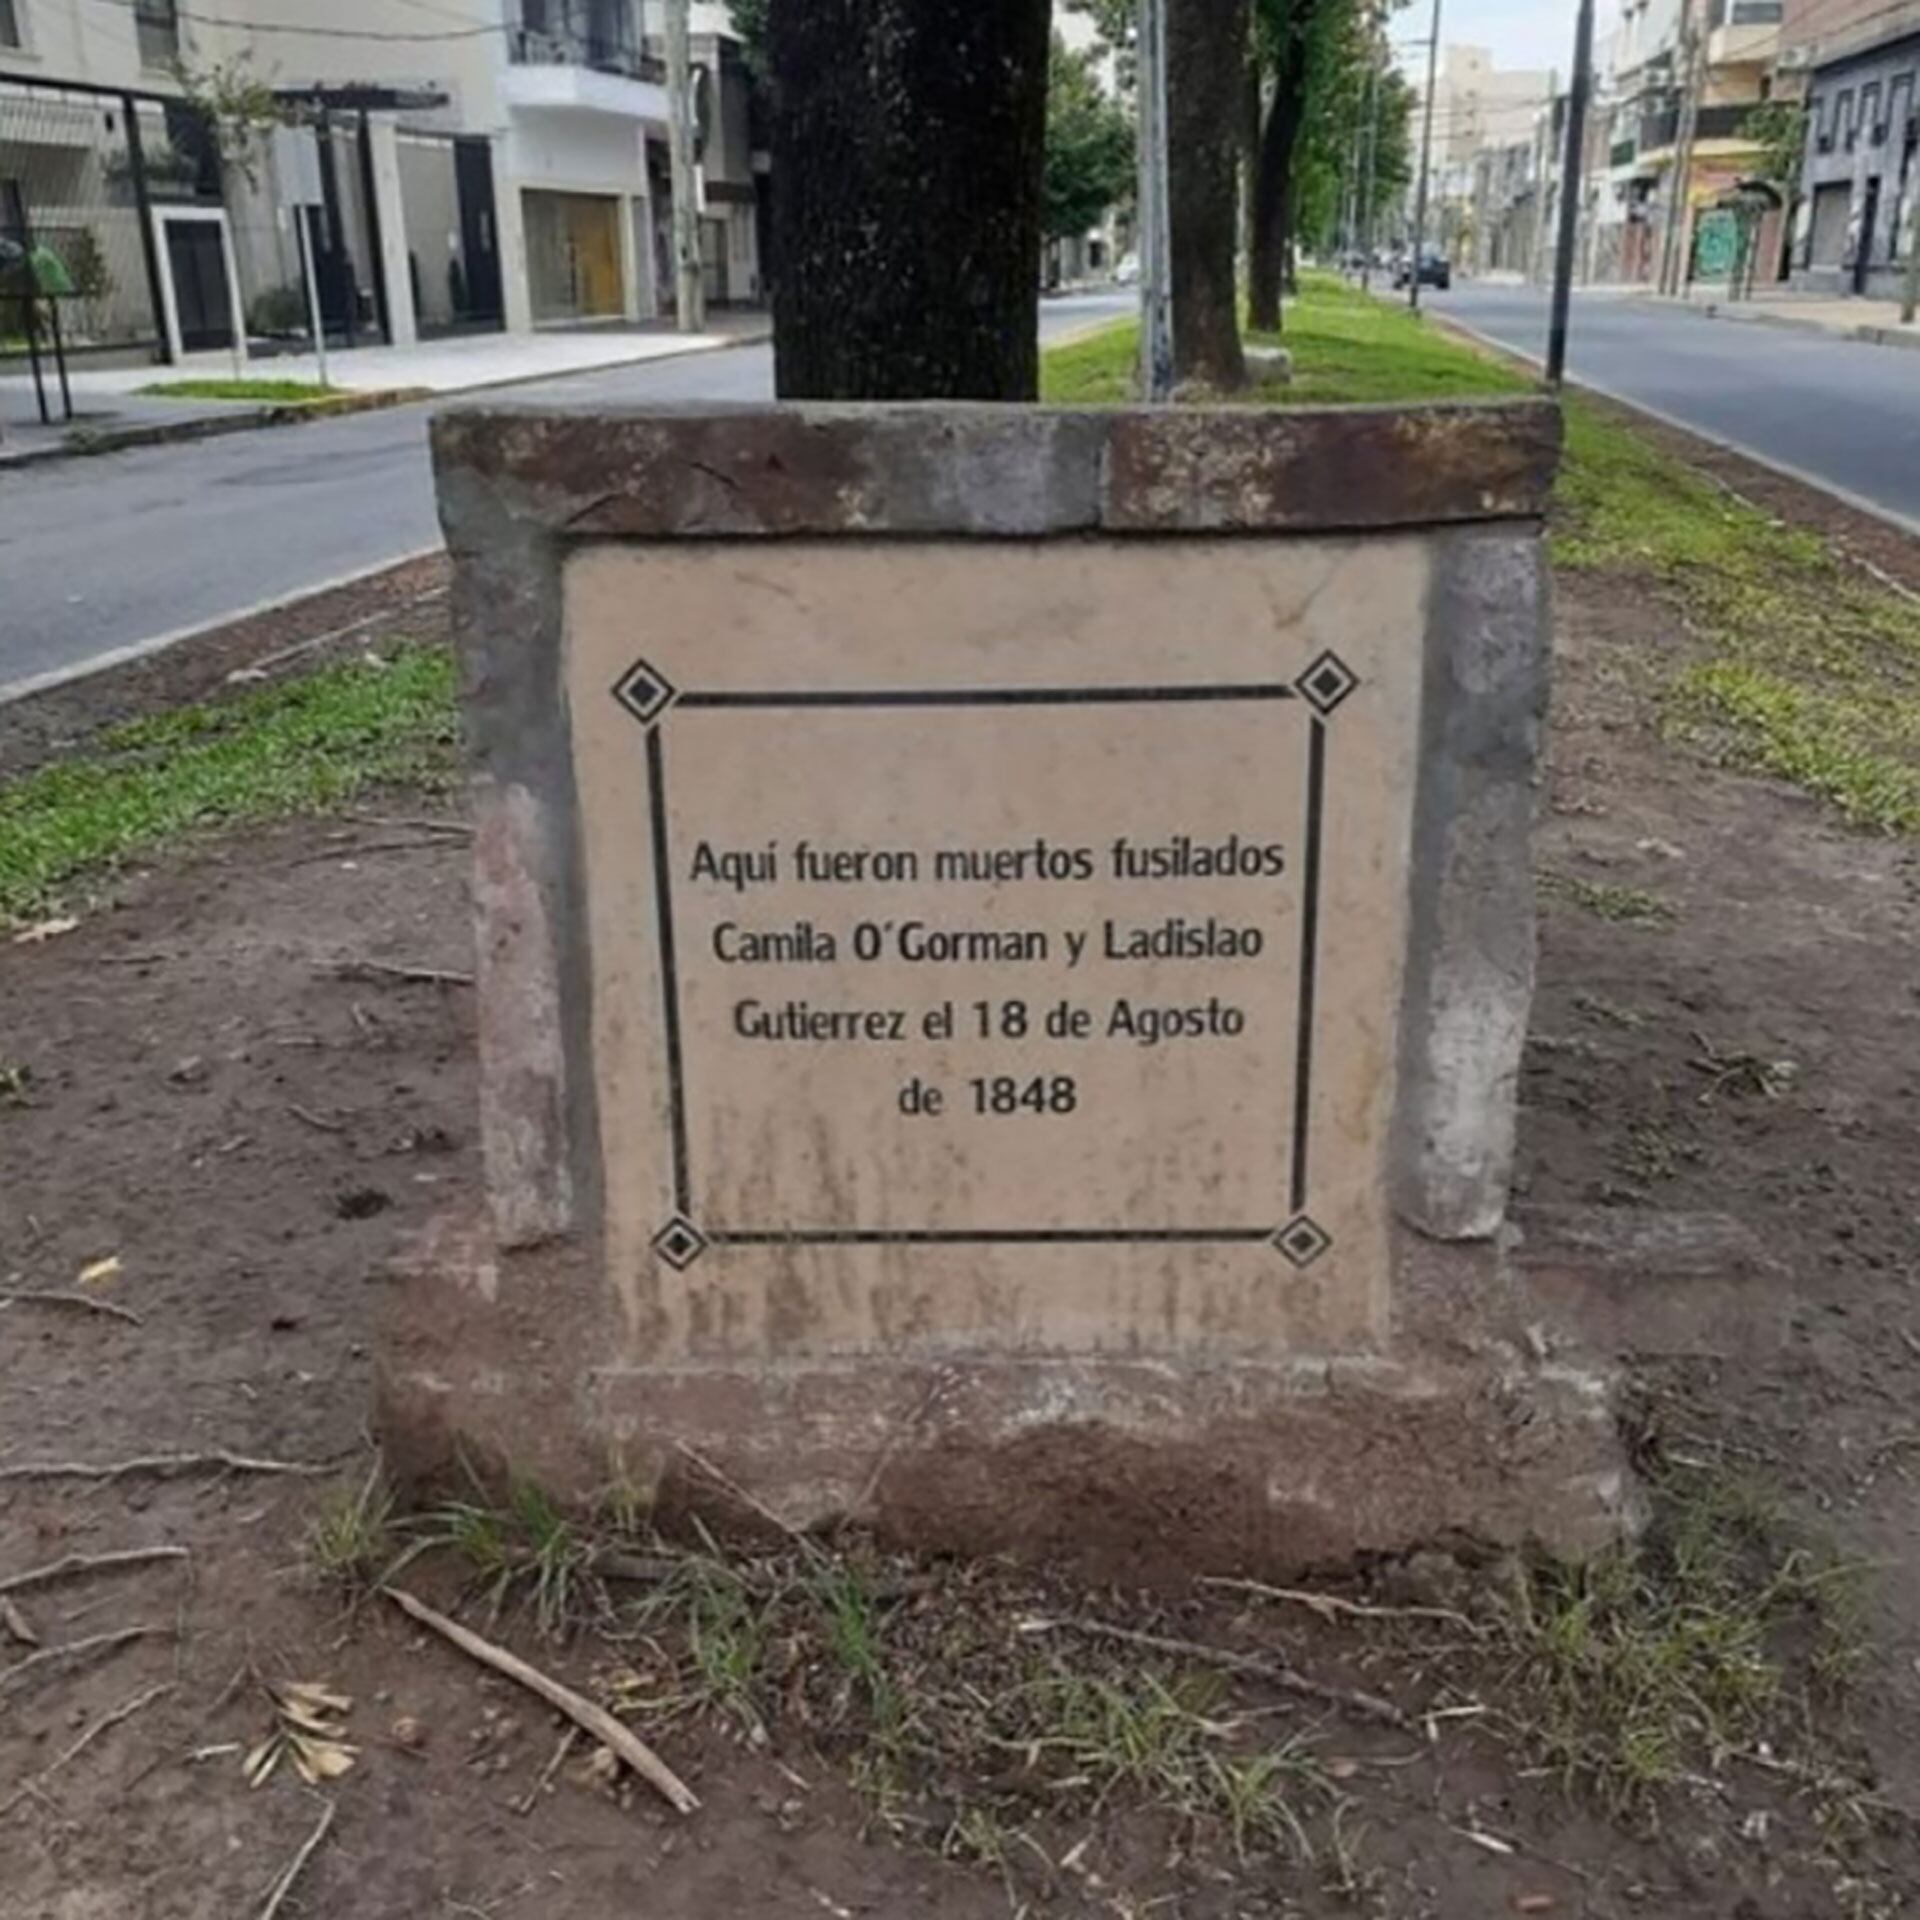 Aquí fueron muertos fusilados
Camila O´Gorman y Ladislao
Gutierrez el 18 de Agosto
de 1848